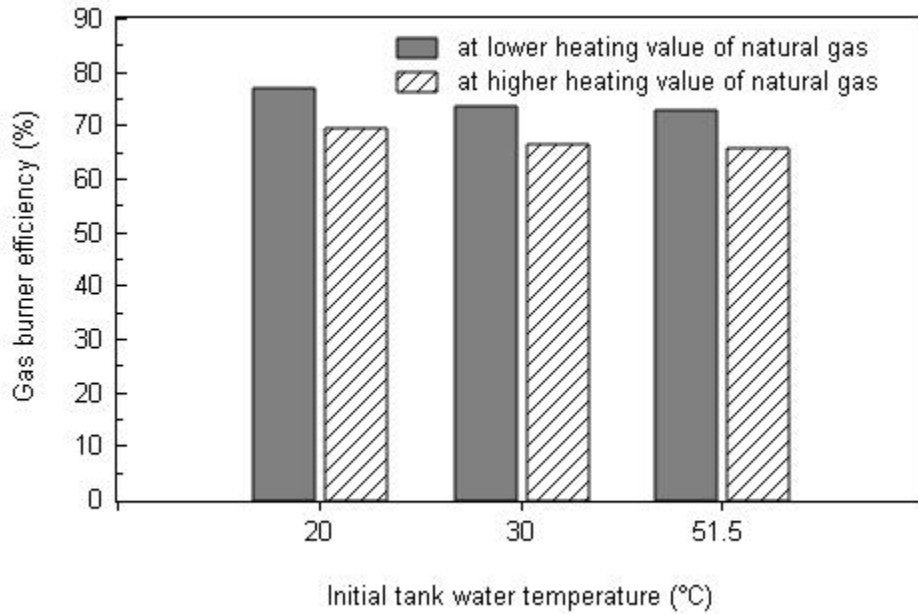 90
80
70
60
50
40
30
20
10
0
Gas burner efficiency (%)
at lower heating value of natural gas
at higher heating value of natural gas
20 30 51.5
Initial tank water temperature (°C)